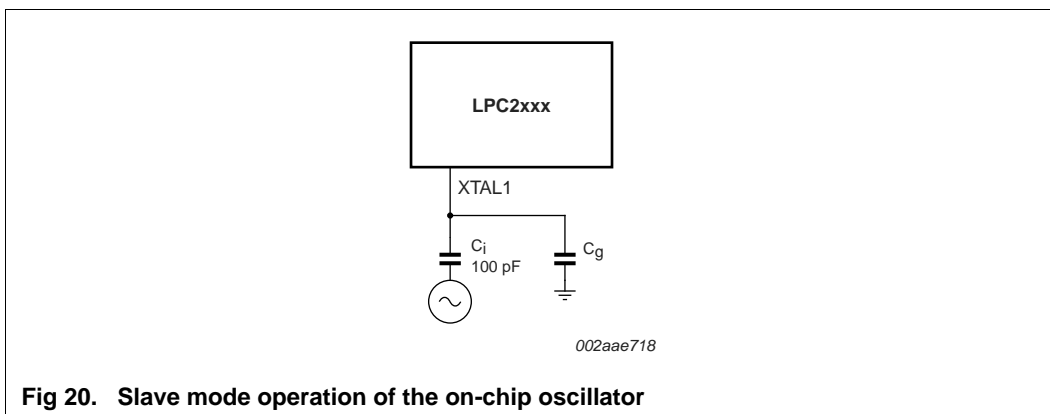 LPC2xxx
XTAL1
Ci
100 pF
Cg
002aae718
Fig 20. Slave mode operation of the on-chip oscillator